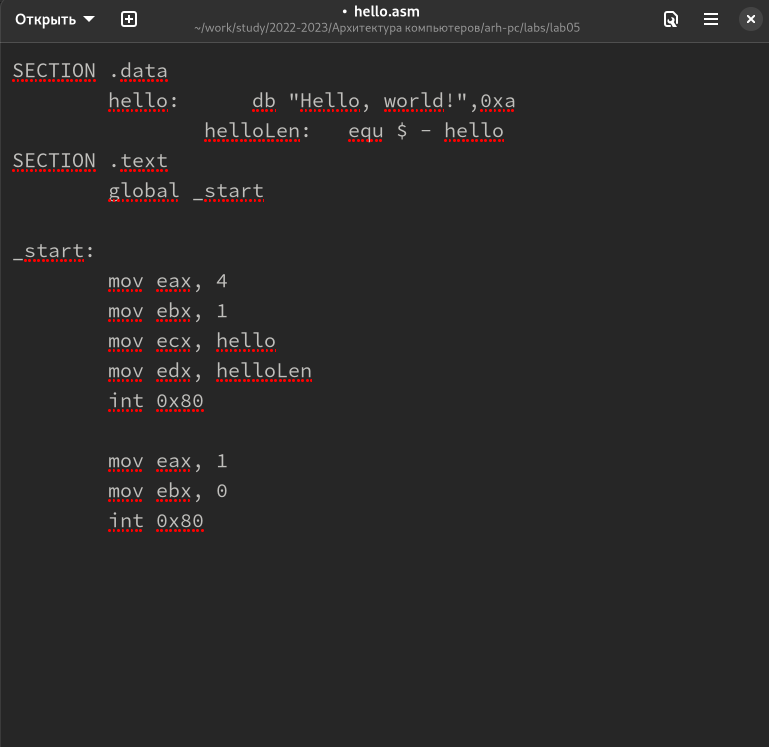 Открыть
• hello.asm
~/work/study/2022-2023/Архитектура компьютеров/arh-pc/labs/lab05
SECTION .data
hello: db "Hello, world!",0xa
helloLen: equ $ - hello
SECTION .text
global _start
_start:
mov eax, 4
mov ebx, 1
mov ecx, hello
mov edx, helloLen
int 0x80
mov eax, 1
mov ebx, 0
int 0x80